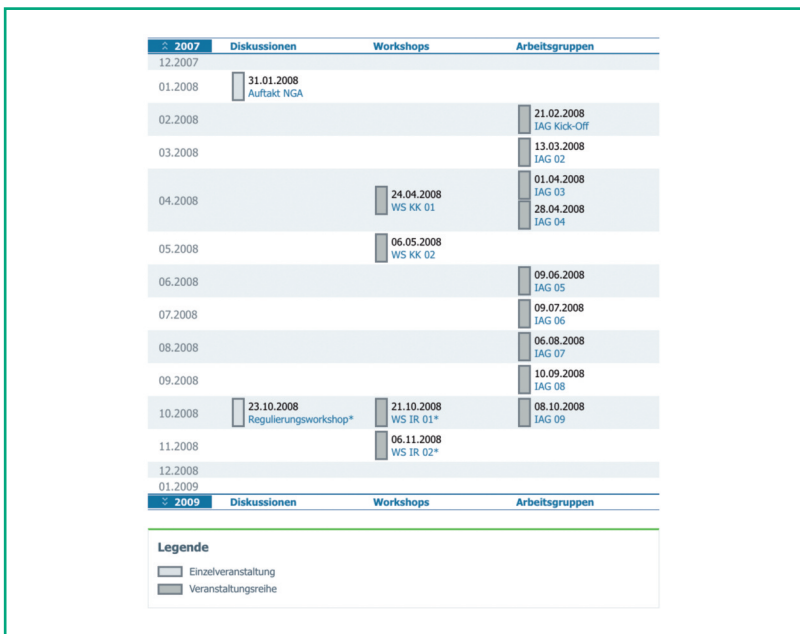 2007 Diskussionen Workshops Arbeitsgruppen
12.2007
01.2008
31.01.2008
Auftakt NGA
02.2008
21.02.2008
IAG Kick-Off
03.2008
13.03.2008
IAG 02
04.2008
24.04.2008
WS KK 01
01.04.2008
IAG 03
28.04.2008
IAG 04
05.2008
06.05.2008
WS KK 02
06.2008
09.06.2008
IAG 05
07.2008
09.07.2008
IAG 06
08.2008
06.08.2008
IAG 07
09.2008
10.09.2008
IAG 08
10.2008
23.10.2008
Regulierungsworkshop*
21.10.2008
WS IR 01*
08.10.2008
IAG 09
11.2008
06.11.2008
WS IR 02*
12.2008
01.2009
2009 Diskussionen Workshops Arbeitsgruppen
Legende
Einzelveranstaltung
Veranstaltungsreihe